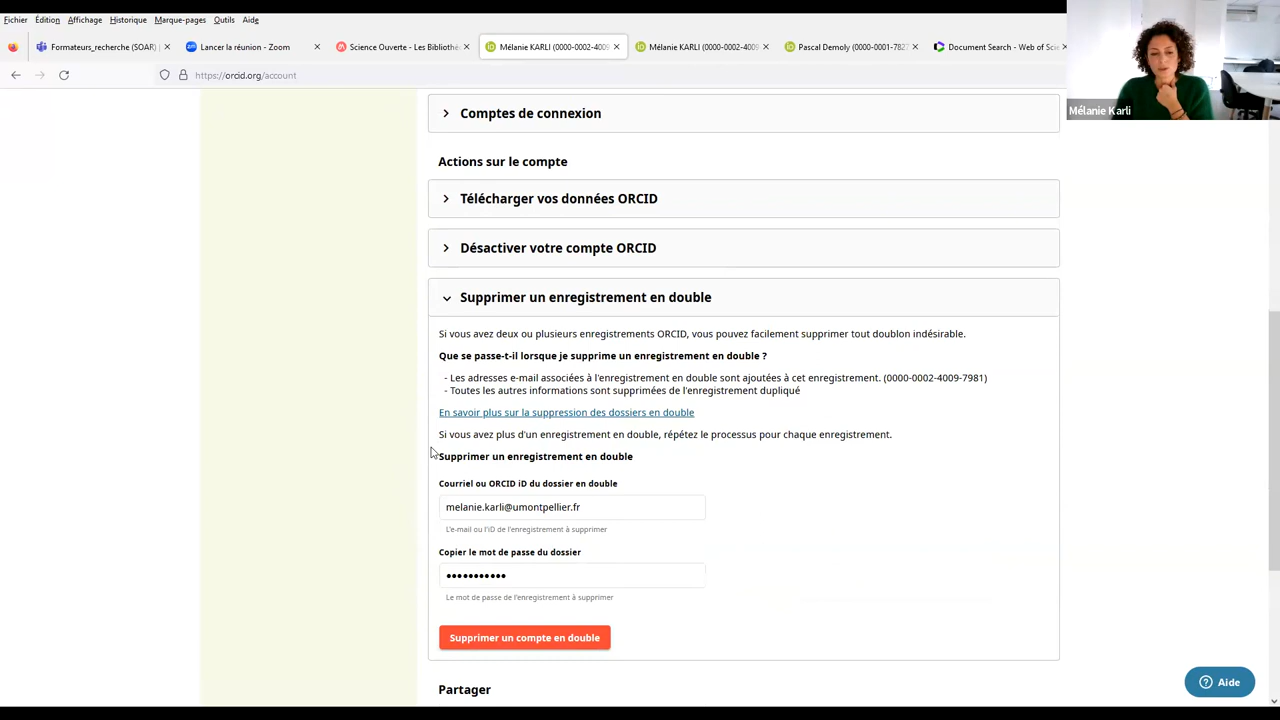 Fichier Édition Affichage Historique Marque-pages Outils Aide
Formateurs_recherche (SOAR)
Lancer la réunion - Zoom
Science Ouverte - Les Bibliothè
Mélanie KARLI (0000-0002-4009
Mélanie KARLI (0000-0002-4009
Pascal Demoly (0000-0001-7827
Document Search - Web of Scie
https://orcid.org/account
Mélanie Karli
Comptes de connexion
Actions sur le compte
Télécharger vos données ORCID
Désactiver votre compte ORCID
Supprimer un enregistrement en double
Si vous avez deux ou plusieurs enregistrements ORCID, vous pouvez facilement supprimer tout doublon indésirable.
Que se passe-t-il lorsque je supprime un enregistrement en double ?
- Les adresses e-mail associées à l'enregistrement en double sont ajoutées à cet enregistrement. (0000-0002-4009-7981)
- Toutes les autres informations sont supprimées de l'enregistrement dupliqué
En savoir plus sur la suppression des dossiers en double
Si vous avez plus d'un enregistrement en double, répétez le processus pour chaque enregistrement.
Supprimer un enregistrement en double
Courriel ou ORCID iD du dossier en double
melanie.karli@umontpellier.fr
L'e-mail ou l'iD de l'enregistrement à supprimer
Copier le mot de passe du dossier
•••••••••••
Le mot de passe de l'enregistrement à supprimer
Supprimer un compte en double
Partager
Aide